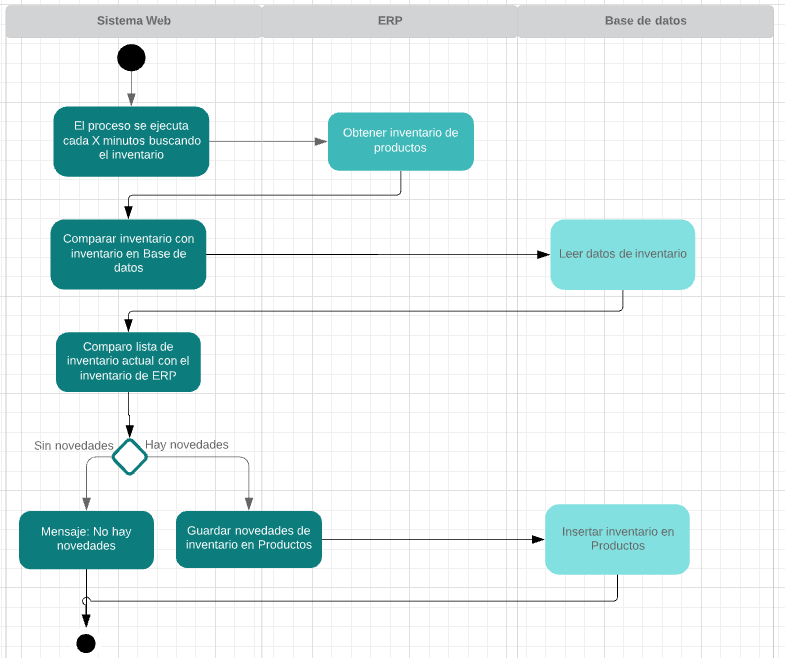 Sistema Web
ERP
Base de datos
El proceso se ejecuta
cada X minutos buscando
el inventario
Obtener inventario de
productos
Comparar inventario con
inventario en Base de
datos
Leer datos de inventario
Comparo lista de
inventario actual con el
inventario de ERP
Sin novedades
Hay novedades
Mensaje: No hay
novedades
Guardar novedades de
inventario en Productos
Insertar inventario en
Productos